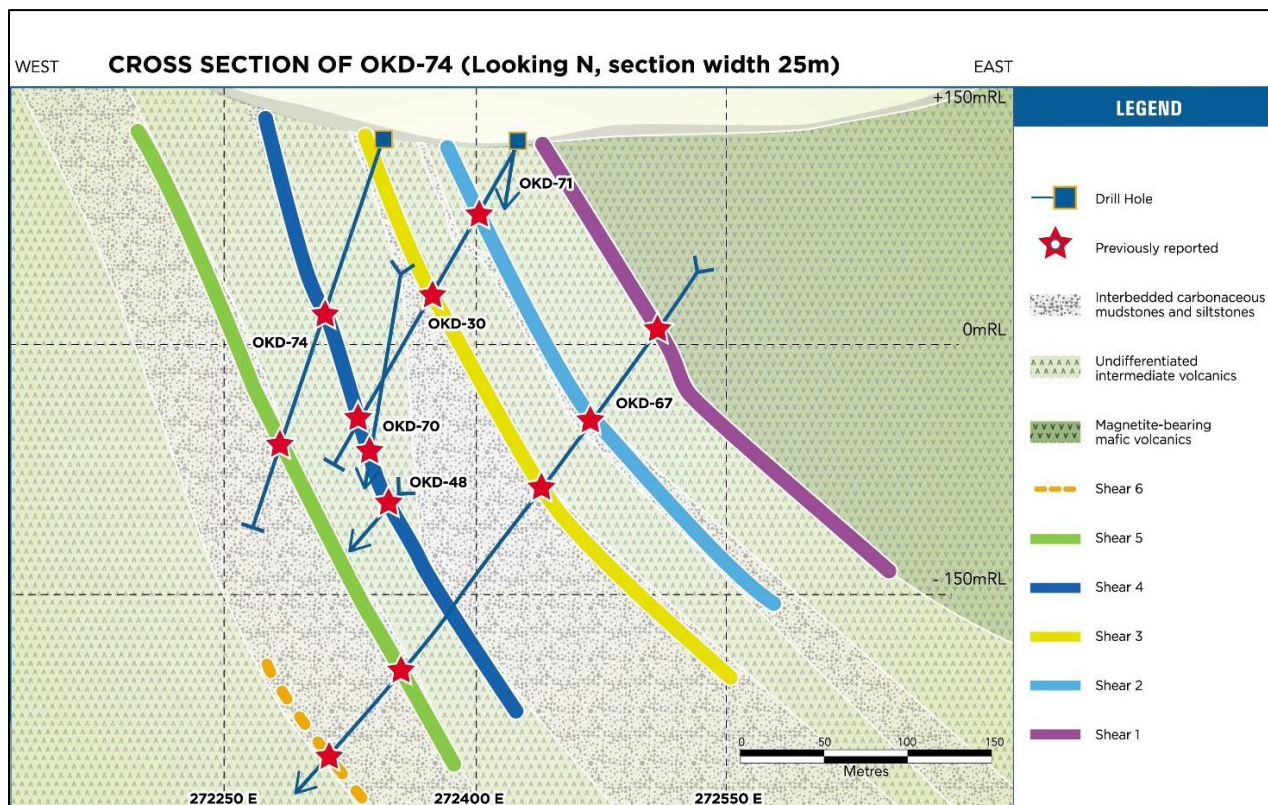 WEST
CROSS SECTION OF OKD-74 (Looking N, section width 25m)
EAST
+150mRL
OKD-71
OKD-30
0mRL
OKD-74
OKD-67
OKD-70
OKD-48
-150mRL
0
50
100
150
Metres
272250 E
272400 E
272550 E
LEGEND
Drill Hole
Previously reported
Interbedded carbonaceous
mudstones and siltstones
Undifferentiated
intermediate volcanics
Magnetite-bearing
mafic volcanics
Shear 6
Shear 5
Shear 4
Shear 3
Shear 2
Shear 1